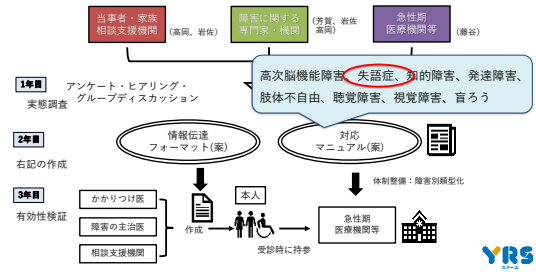 当事者・家族
相談支援機関
(高岡、岩佐)
障害に関する
専門家・機関
(芳賀、岩佐
高岡)
急性期
医療機関等
(藤谷)
高次脳機能障害、失語症、知的障害、発達障害、
肢体不自由、聴覚障害、視覚障害、盲ろう
1年目
実態調査
アンケート・ヒアリング・
グループディスカッション
2年目
右記の作成
情報伝達
フォーマット(案)
対応
マニュアル(案)
体制整備:障害別類型化
3年目
有効性検証
かかりつけ医
障害の主治医
相談支援機関
作成
本人
受診時に持参
急性期
医療機関等
YRS
ユアーズ